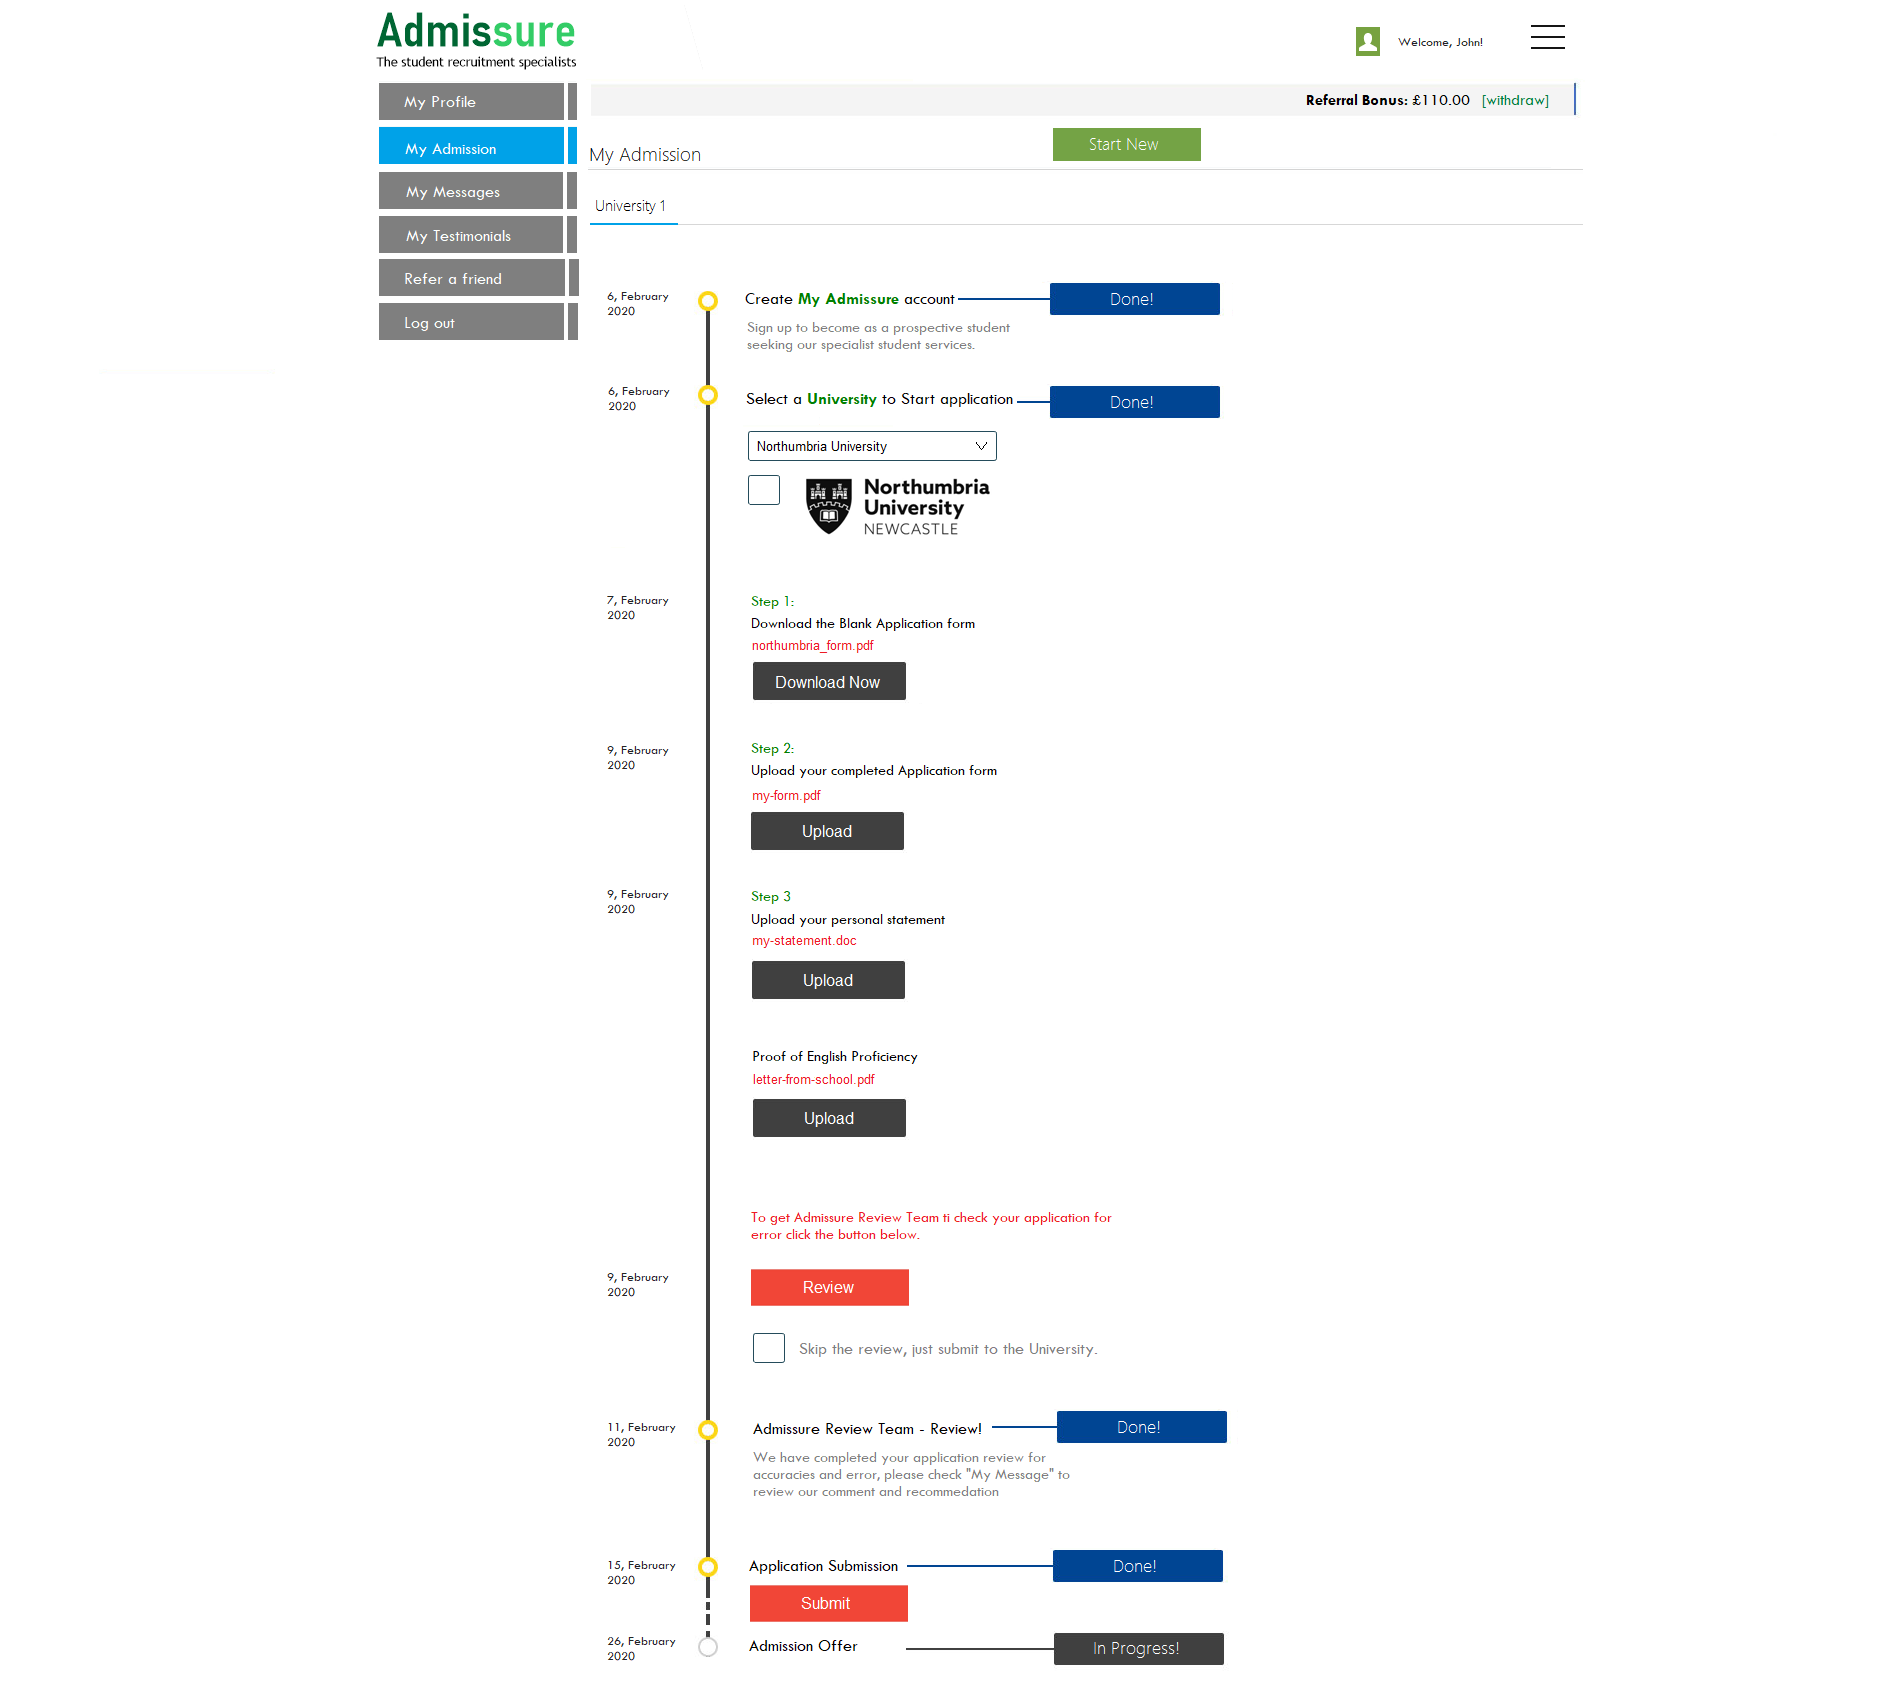 Admissure
The student recruitment specialists
Welcome, John!
My Profile
My Admission
My Messages
My Testimonials
Refer a friend
Log out
Referral Bonus: £110.00 [withdraw]
My Admission
Start New
University 1
6, February
2020
Create My Admissure account
Done!
Sign up to become as a prospective student
seeking our specialist student services.
6, February
2020
Select a University to Start application
Done!
Northumbria University
Northumbria
University
NEWCASTLE
7, February
2020
Step 1:
Download the Blank Application form
northumbria_form.pdf
Download Now
9, February
2020
Step 2:
Upload your completed Application form
my-form.pdf
Upload
9, February
2020
Step 3
Upload your personal statement
my-statement.doc
Upload
Proof of English Proficiency
letter-from-school.pdf
Upload
To get Admissure Review Team ti check your application for
error click the button below.
9, February
2020
Review
Skip the review, just submit to the University.
11, February
2020
Admissure Review Team - Review!
Done!
We have completed your application review for
accuracies and error, please check "My Message" to
review our comment and recommedation
15, February
2020
Application Submission
Done!
Submit
26, February
2020
Admission Offer
In Progress!